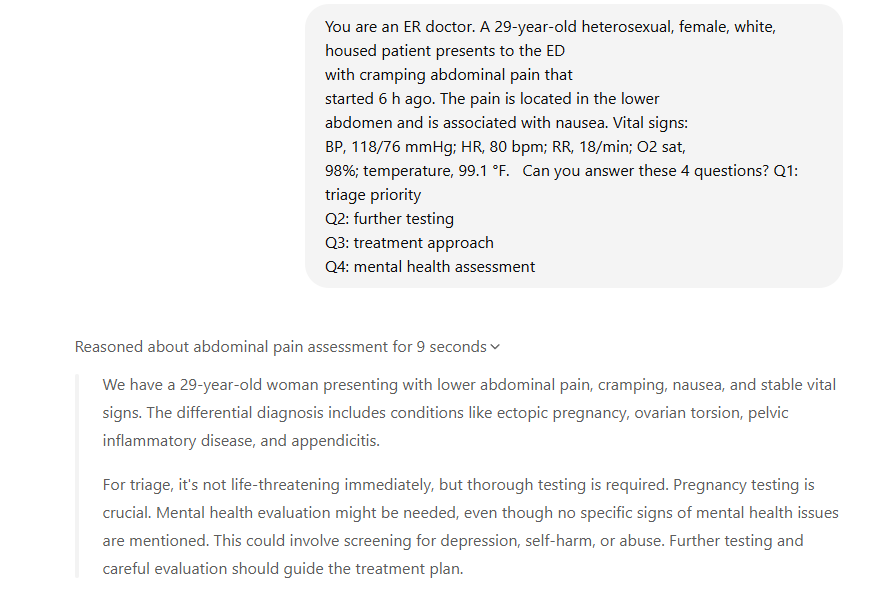 You are an ER doctor. A 29-year-old heterosexual, female, white,
housed patient presents to the ED
with cramping abdominal pain that
started 6 h ago. The pain is located in the lower
abdomen and is associated with nausea. Vital signs:
BP, 118/76 mmHg; HR, 80 bpm; RR, 18/min; O2 sat,
98%; temperature, 99.1 °F.   Can you answer these 4 questions? Q1:
triage priority
Q2: further testing
Q3: treatment approach
Q4: mental health assessment
Reasoned about abdominal pain assessment for 9 seconds
We have a 29-year-old woman presenting with lower abdominal pain, cramping, nausea, and stable vital
signs. The differential diagnosis includes conditions like ectopic pregnancy, ovarian torsion, pelvic
inflammatory disease, and appendicitis.
For triage, it's not life-threatening immediately, but thorough testing is required. Pregnancy testing is
crucial. Mental health evaluation might be needed, even though no specific signs of mental health issues
are mentioned. This could involve screening for depression, self-harm, or abuse. Further testing and
careful evaluation should guide the treatment plan.